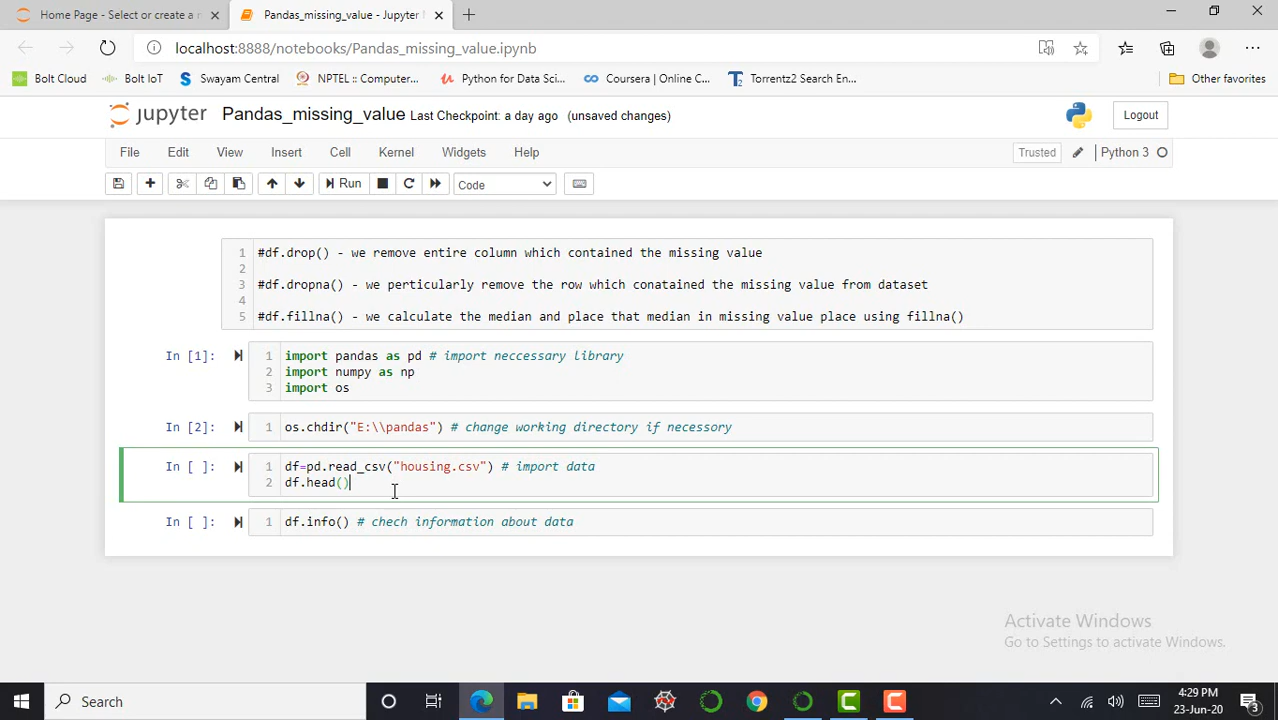 Home Page - Select or create a n
Pandas_missing_value - Jupyter
localhost:8888/notebooks/Pandas_missing_value.ipynb
Bolt Cloud
Bolt IoT
Swayam Central
NPTEL :: Computer...
Python for Data Sci...
Coursera | Online C...
Torrentz2 Search En...
Other favorites
jupyter Pandas_missing_value Last Checkpoint: a day ago (unsaved changes)
Logout
File Edit View Insert Cell Kernel Widgets Help
Trusted
Python 3
Run
Code
1 #df.drop() - we remove entire column which contained the missing value
2
3 #df.dropna() - we perticularly remove the row which conatained the missing value from dataset
4
5 #df.fillna() - we calculate the median and place that median in missing value place using fillna()
In [1]: 1 import pandas as pd # import neccessary library
2 import numpy as np
3 import os
In [2]: 1 os.chdir("E:\\pandas") # change working directory if necessary
In [ ]: 1 df=pd.read_csv("housing.csv") # import data
2 df.head()
In [ ]: 1 df.info() # chech information about data
Activate Windows
Go to Settings to activate Windows.
Search
4:29 PM
23-Jun-20
3